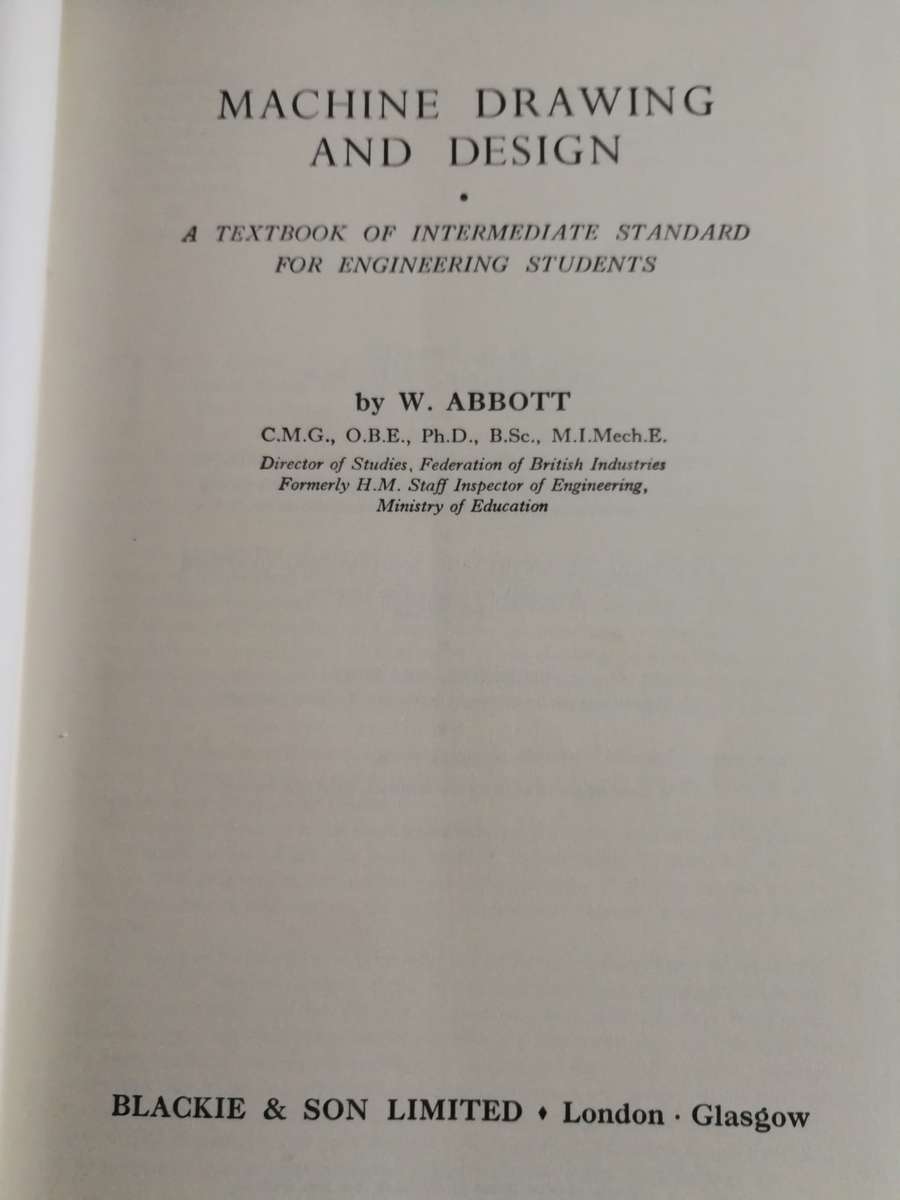 MACHINE DRAWING
AND DESIGN
•
A TEXTBOOK OF INTERMEDIATE STANDARD
FOR ENGINEERING STUDENTS
by W. ABBOTT
C.M.G., O.B.E., Ph.D., B.Sc., M.I.Mech.E.
Director of Studies, Federation of British Industries
Formerly H.M. Staff Inspector of Engineering,
Ministry of Education
BLACKIE & SON LIMITED ♦ London · Glasgow